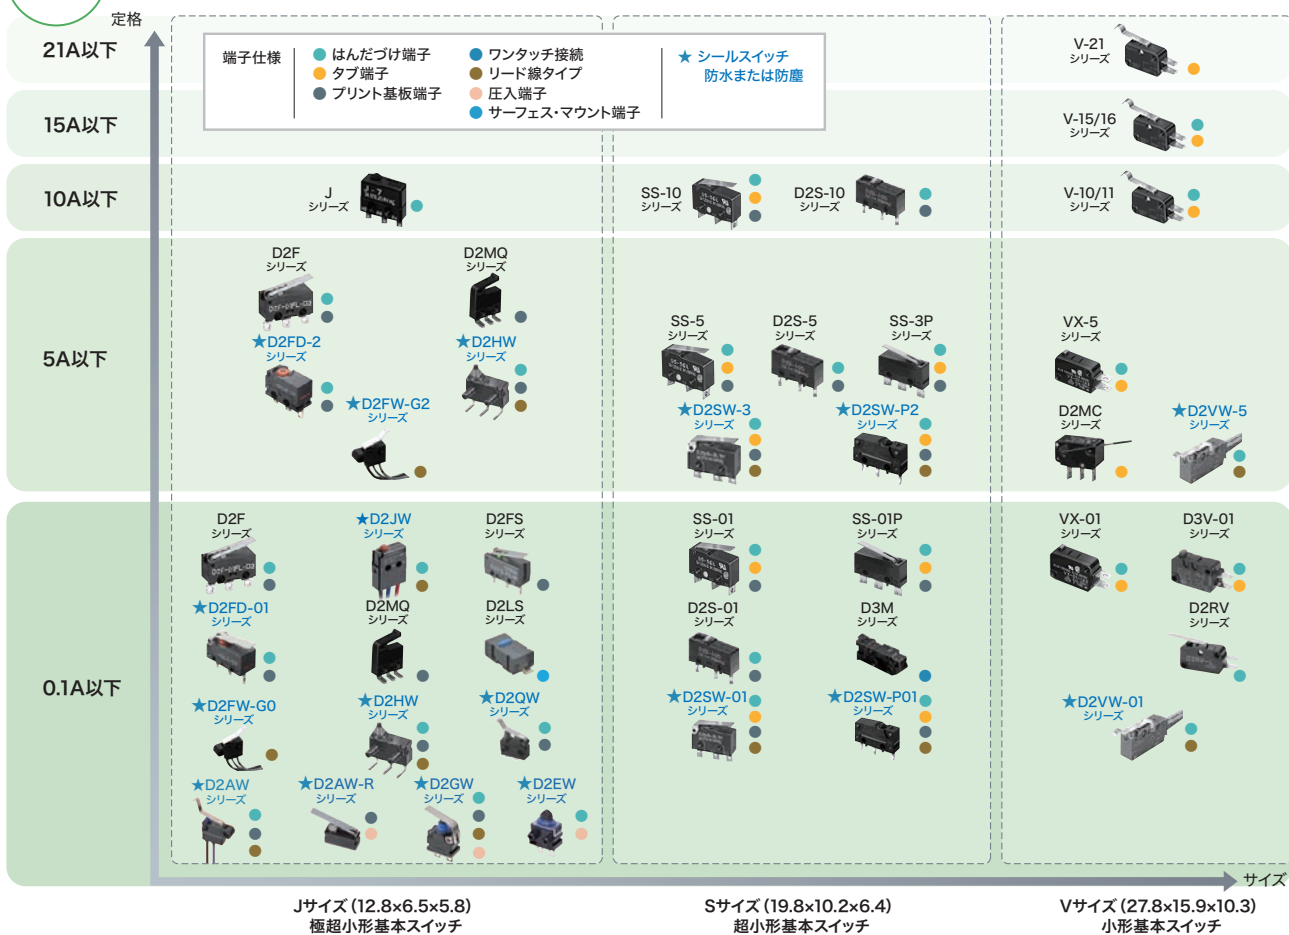 定格
21A以下
端子仕様
はんだづけ端子
タブ端子
プリント基板端子
ワンタッチ接続
リード線タイプ
圧入端子
サーフェス・マウント端子
★ シールスイッチ
防水または防塵
V-21
シリーズ
15A以下
V-15/16
シリーズ
10A以下
J
シリーズ
SS-10
シリーズ
D2S-10
シリーズ
V-10/11
シリーズ
5A以下
D2F
シリーズ
D2MQ
シリーズ
★D2FD-2
シリーズ
★D2HW
シリーズ
★D2FW-G2
シリーズ
SS-5
シリーズ
D2S-5
シリーズ
SS-3P
シリーズ
★D2SW-3
シリーズ
★D2SW-P2
シリーズ
VX-5
シリーズ
D2MC
シリーズ
★D2VW-5
シリーズ
0.1A以下
D2F
シリーズ
★D2JW
シリーズ
D2FS
シリーズ
★D2FD-01
シリーズ
D2MQ
シリーズ
D2LS
シリーズ
★D2FW-G0
シリーズ
★D2HW
シリーズ
★D2QW
シリーズ
★D2AW
シリーズ
★D2AW-R
シリーズ
★D2GW
シリーズ
★D2EW
シリーズ
SS-01
シリーズ
SS-01P
シリーズ
D2S-01
シリーズ
D3M
シリーズ
★D2SW-01
シリーズ
★D2SW-P01
シリーズ
VX-01
シリーズ
D3V-01
シリーズ
D2RV
シリーズ
★D2VW-01
シリーズ
サイズ
Jサイズ（12.8×6.5×5.8）
極超小形基本スイッチ
Sサイズ（19.8×10.2×6.4）
超小形基本スイッチ
Vサイズ（27.8×15.9×10.3）
小形基本スイッチ